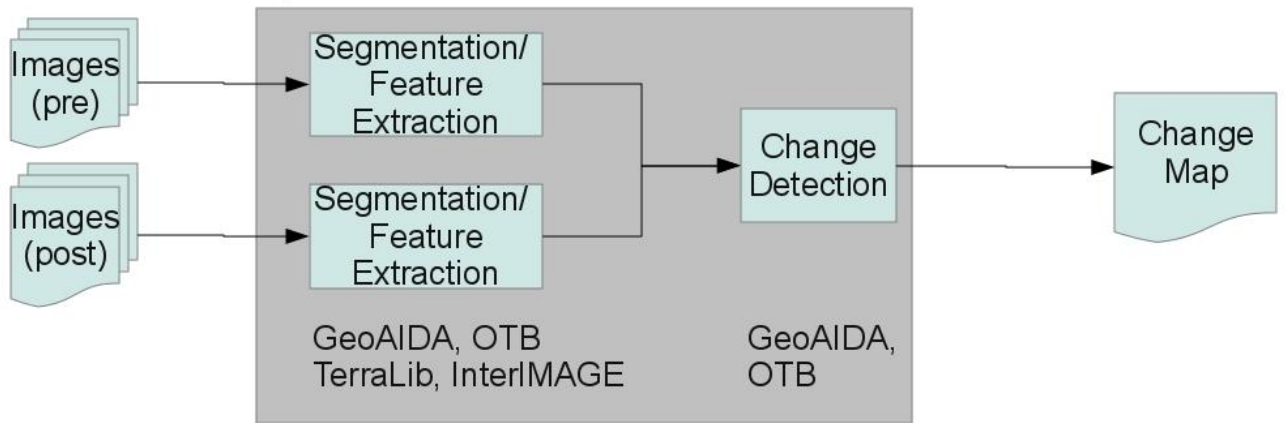 Images
(pre)
Segmentation/
Feature
Extraction
Images
(post)
Segmentation/
Feature
Extraction
Change
Detection
Change
Map
GeoAIDA, OTB
TerraLib, InterIMAGE
GeoAIDA,
OTB